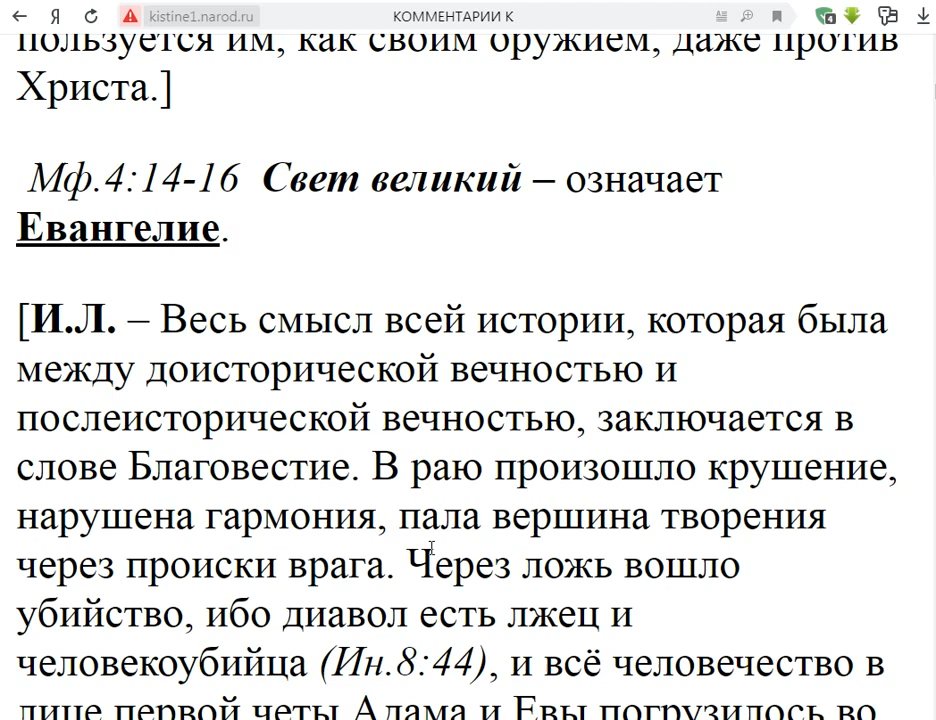 Я kistine1.narod.ru КОММЕНТАРИИ К 4
пользуется им, как своим оружием, даже против
Христа.]
Мф.4:14-16 Свет великий – означает
Евангелие.
[И.Л. – Весь смысл всей истории, которая была
между доисторической вечностью и
послеисторической вечностью, заключается в
слове Благовестие. В раю произошло крушение,
нарушена гармония, пала вершина творения
через происки врага. Через ложь вошло
убийство, ибо диавол есть лжец и
человекоубийца (Ин.8:44), и всё человечество в
лице первой четы Адама и Евы погрузилось во